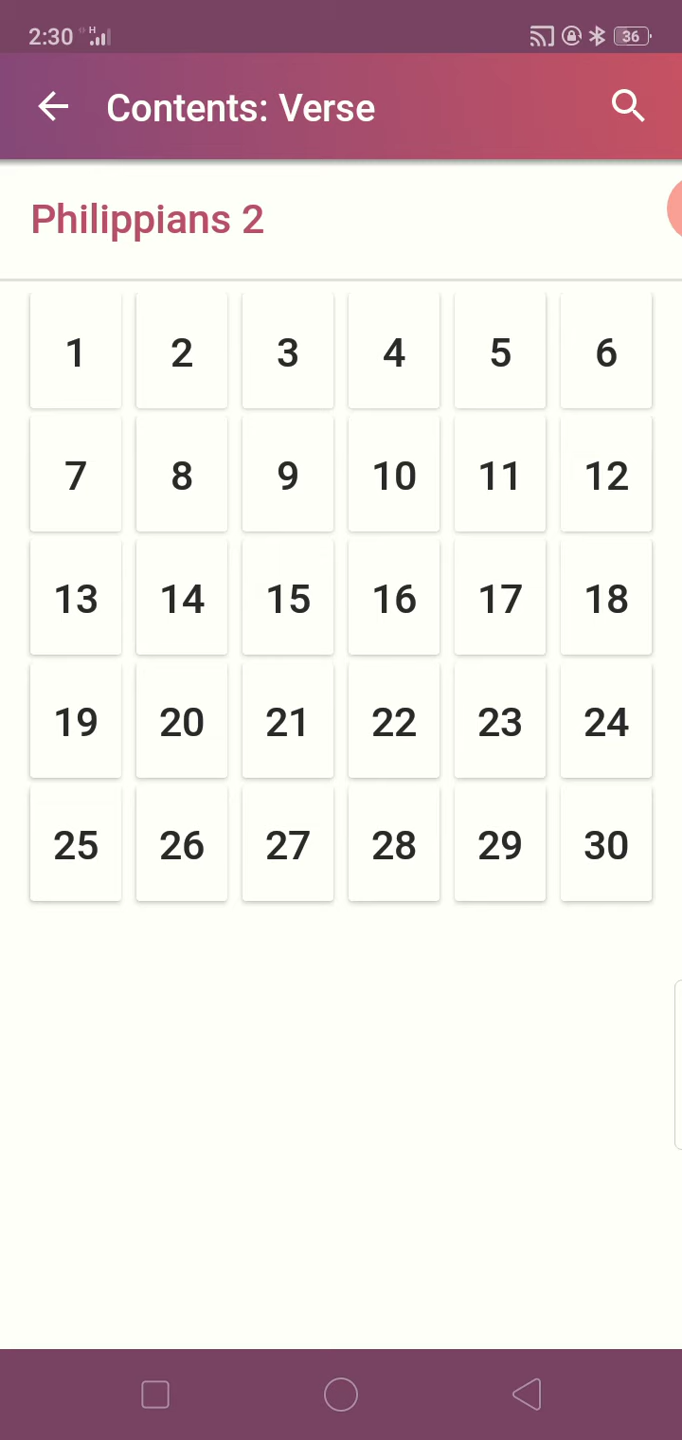 2:30 H 36
Contents: Verse
Philippians 2
1 2 3 4 5 6
7 8 9 10 11 12
13 14 15 16 17 18
19 20 21 22 23 24
25 26 27 28 29 30